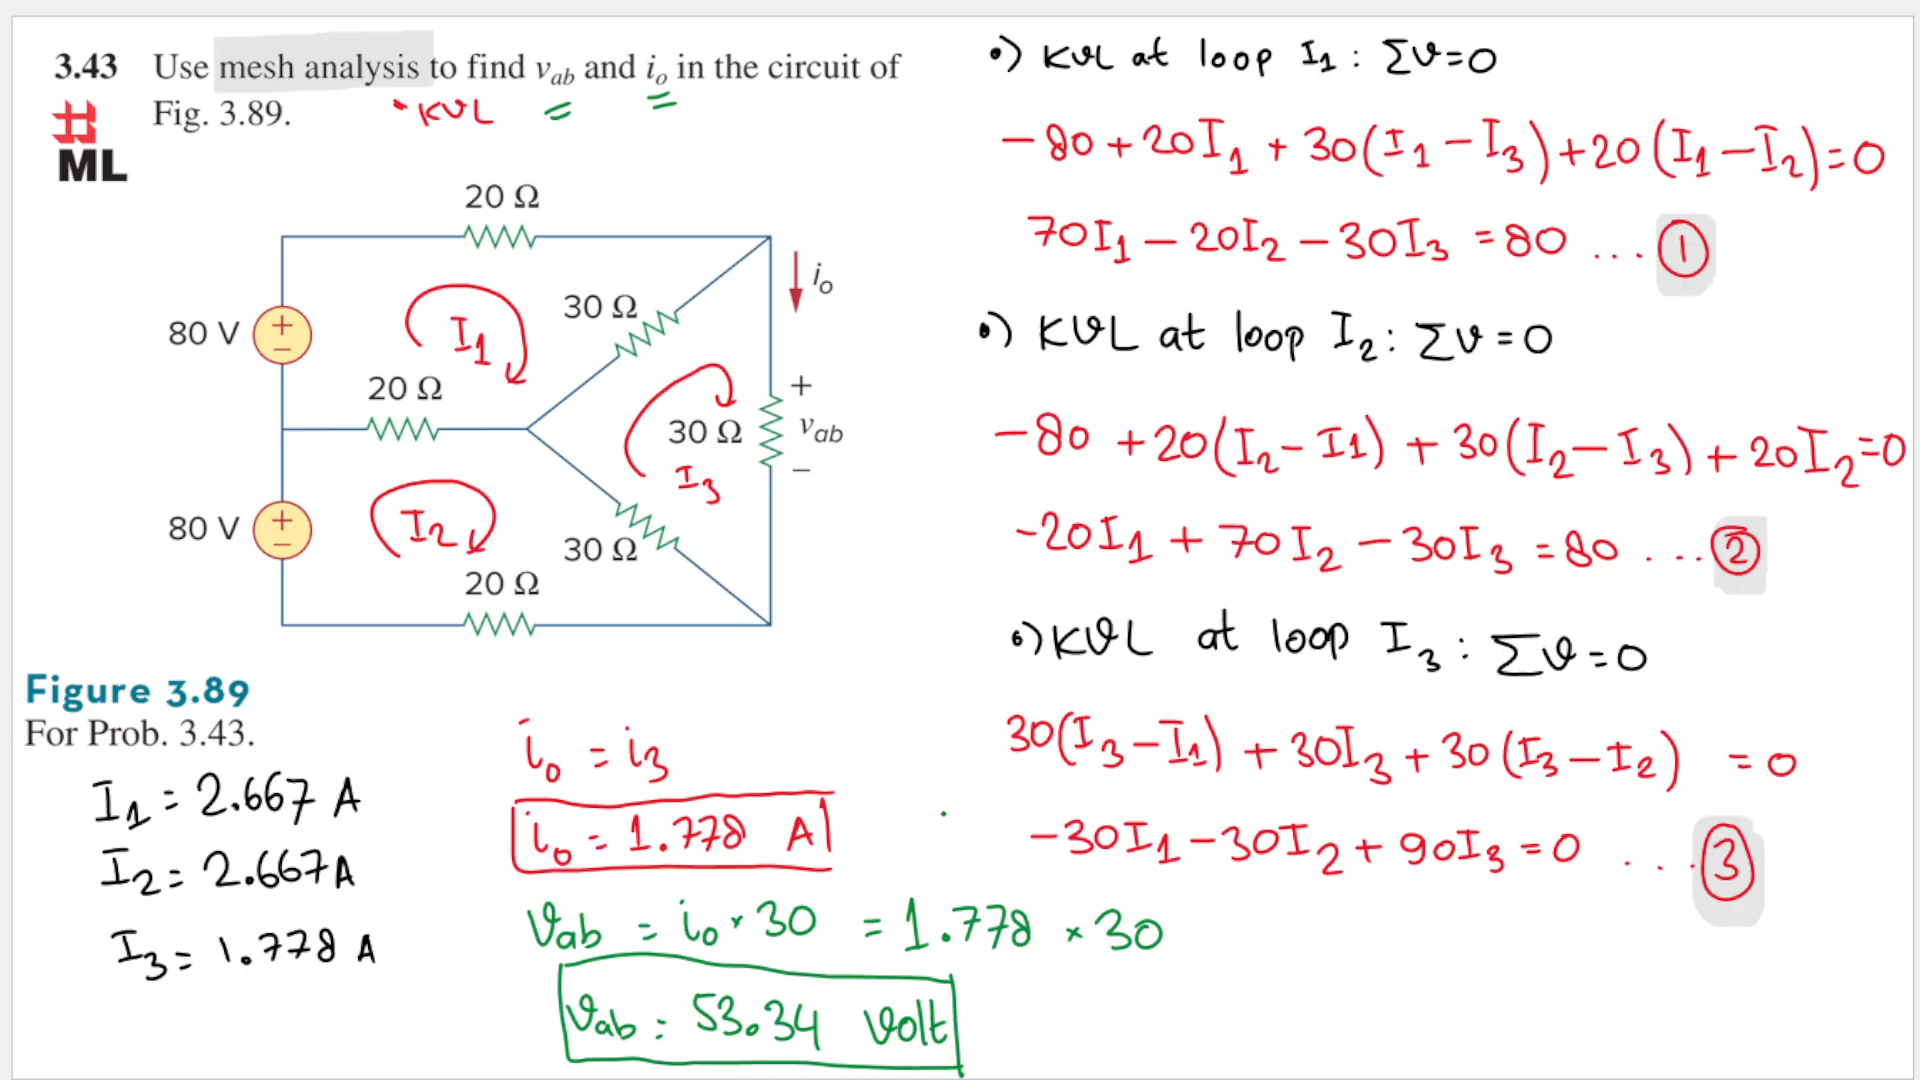 3.43 Use mesh analysis to find vab and io in the circuit of
Fig. 3.89.
* KVL
ML
20 Ω
io
30 Ω
80 V
+
−
I1
20 Ω
+
30 Ω
vab
−
I3
80 V
+
−
I2
30 Ω
20 Ω
Figure 3.89
For Prob. 3.43.
I1 = 2.667 A
I2 = 2.667 A
I3 = 1.778 A
io = i3
io = 1.778 A
Vab = io * 30 = 1.778 * 30
Vab = 53.34 volt
•) KVL at loop I1 : ΣV=0
−80 + 20I1 + 30(I1 − I3) + 20(I1 − I2) = 0
70I1 − 20I2 − 30I3 = 80 ... ①
•) KVL at loop I2 : ΣV=0
−80 + 20(I2 − I1) + 30(I2 − I3) + 20I2 = 0
−20I1 + 70I2 − 30I3 = 80 ... ②
•) KVL at loop I3 : ΣV=0
30(I3 − I1) + 30I3 + 30(I3 − I2) = 0
−30I1 − 30I2 + 90I3 = 0 ... ③